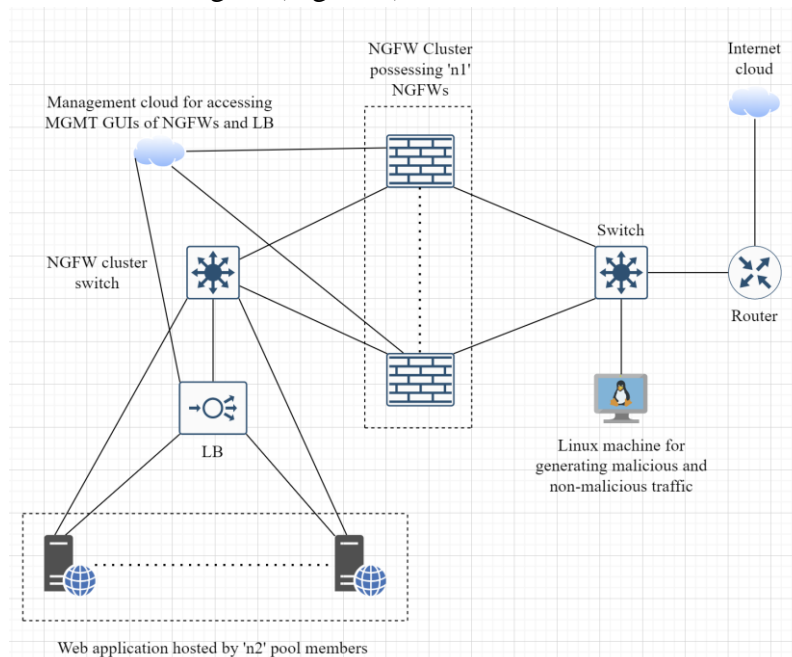 NGFW Cluster
possessing 'n1'
NGFWs
Internet
cloud
Management cloud for accessing
MGMT GUIs of NGFWs and LB
NGFW cluster
switch
Switch
Router
LB
Linux machine for
generating malicious and
non-malicious traffic
Web application hosted by 'n2' pool members